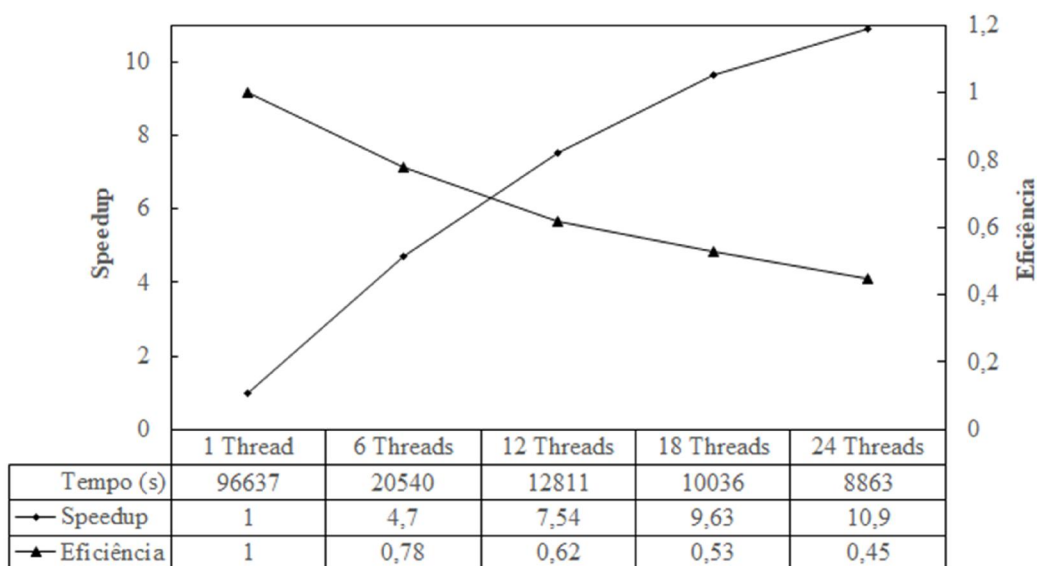 1,2
10
1
8
0,8
6
0,6
4
0,4
2
0,2
0
0
Speedup
Eficiência
1 Thread 6 Threads 12 Threads 18 Threads 24 Threads
Tempo (s) 96637 20540 12811 10036 8863
Speedup 1 4,7 7,54 9,63 10,9
Eficiência 1 0,78 0,62 0,53 0,45